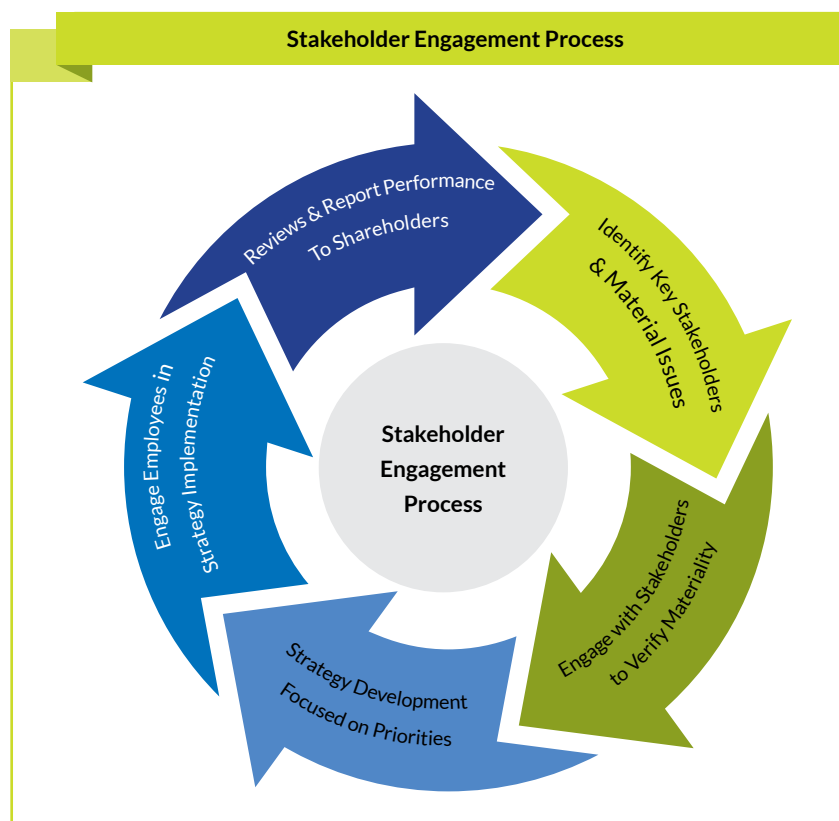 Stakeholder Engagement Process
Reviews & Report Performance
To Shareholders
Identify Key Stakeholders
& Material Issues
Engage with Stakeholders
to Verify Materiality
Strategy Development
Focused on Priorities
Engage Employees in
Strategy Implementation
Stakeholder
Engagement
Process